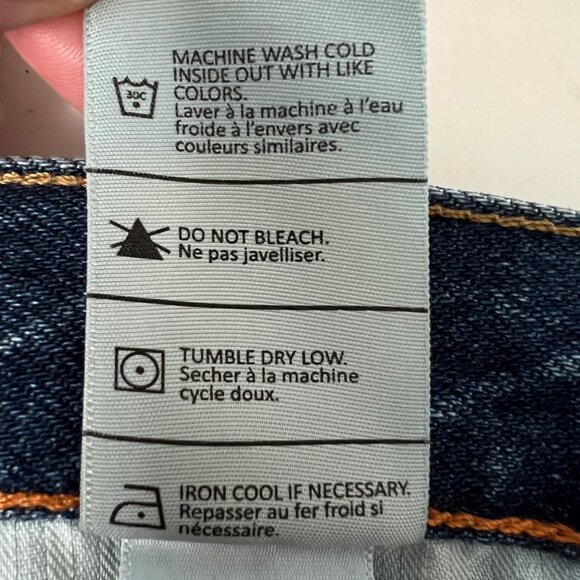 MACHINE WASH COLD
INSIDE OUT WITH LIKE
COLORS.
30C
Laver à la machine à l'eau
froide à l'envers avec
couleurs similaires.
DO NOT BLEACH.
Ne pas javelliser.
TUMBLE DRY LOW.
Secher à la machine
cycle doux.
IRON COOL IF NECESSARY.
Repasser au fer froid si
nécessaire.